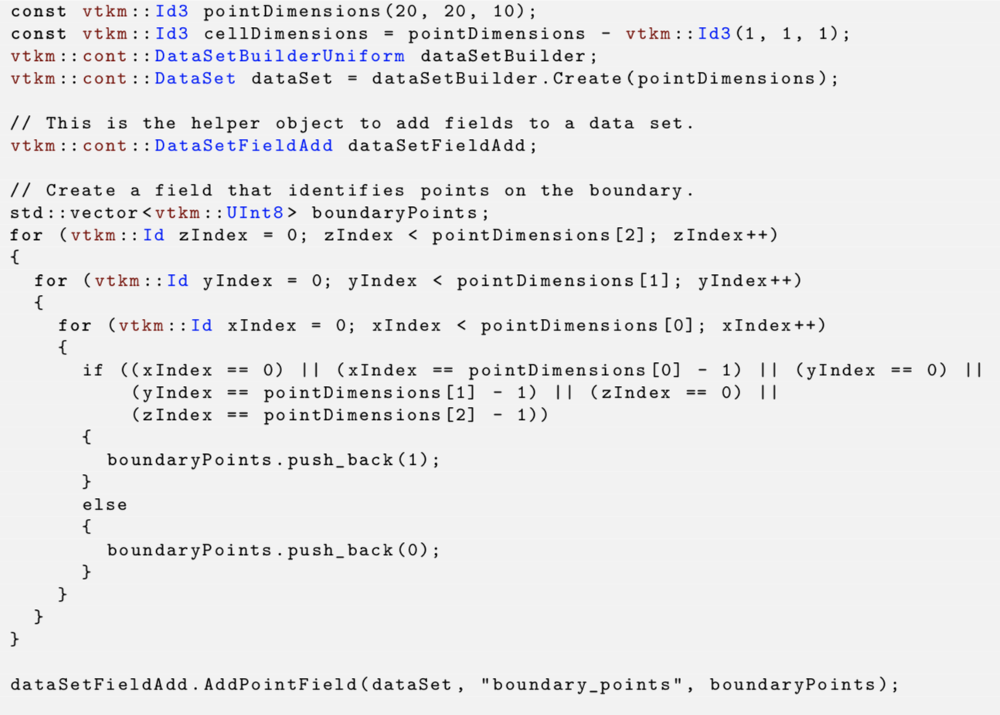 const vtkm::Id3 pointDimensions(20, 20, 10);
const vtkm::Id3 cellDimensions = pointDimensions - vtkm::Id3(1, 1, 1);
vtkm::cont::DataSetBuilderUniform dataSetBuilder;
vtkm::cont::DataSet dataSet = dataSetBuilder.Create(pointDimensions);

// This is the helper object to add fields to a data set.
vtkm::cont::DataSetFieldAdd dataSetFieldAdd;

// Create a field that identifies points on the boundary.
std::vector<vtkm::UInt8> boundaryPoints;
for (vtkm::Id zIndex = 0; zIndex < pointDimensions[2]; zIndex++)
{
  for (vtkm::Id yIndex = 0; yIndex < pointDimensions[1]; yIndex++)
  {
    for (vtkm::Id xIndex = 0; xIndex < pointDimensions[0]; xIndex++)
    {
      if ((xIndex == 0) || (xIndex == pointDimensions[0] - 1) || (yIndex == 0) ||
          (yIndex == pointDimensions[1] - 1) || (zIndex == 0) ||
          (zIndex == pointDimensions[2] - 1))
      {
        boundaryPoints.push_back(1);
      }
      else
      {
        boundaryPoints.push_back(0);
      }
    }
  }
}

dataSetFieldAdd.AddPointField(dataSet, "boundary_points", boundaryPoints);